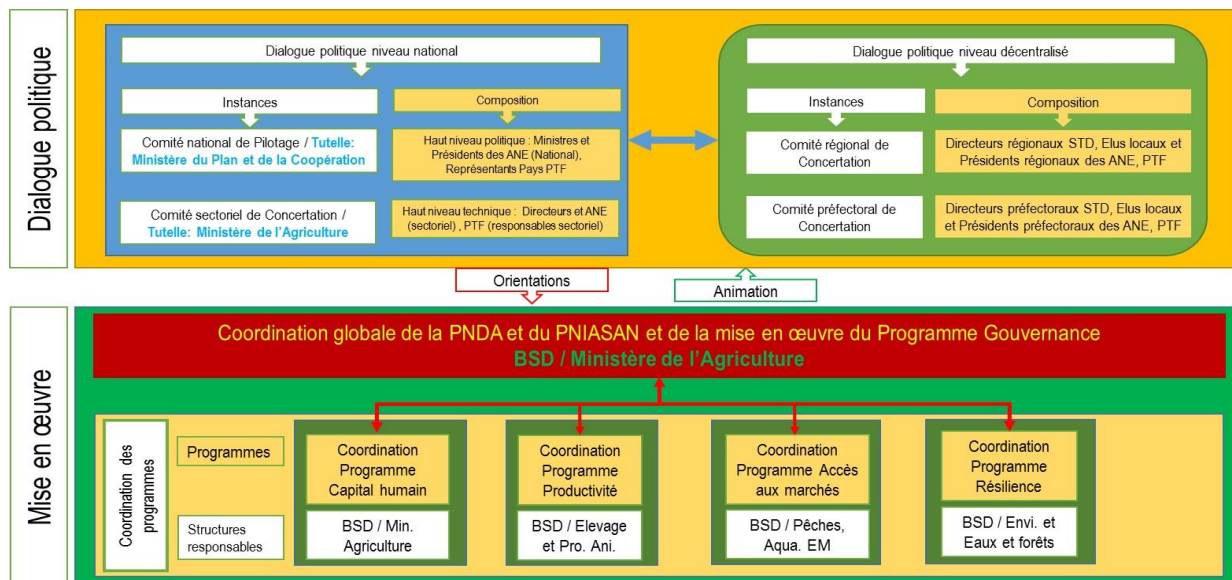 Dialogue politique
Dialogue politique niveau national
Instances
Composition
Comité national de Pilotage / Tutelle:
Ministère du Plan et de la Coopération
Haut niveau politique : Ministres et
Présidents des ANE (National),
Représentants Pays PTF
Comité sectoriel de Concertation /
Tutelle: Ministère de l’Agriculture
Haut niveau technique : Directeurs et ANE
(sectoriel) , PTF (responsables sectoriel)
Dialogue politique niveau décentralisé
Instances
Composition
Comité régional de
Concertation
Directeurs régionaux STD, Elus locaux et
Présidents régionaux des ANE, PTF
Comité préfectoral de
Concertation
Directeurs préfectoraux STD, Elus locaux
et Présidents préfectoraux des ANE, PTF
Orientations
Animation
Mise en œuvre
Coordination globale de la PNDA et du PNIASAN et de la mise en œuvre du Programme Gouvernance
BSD / Ministère de l’Agriculture
Coordination des
programmes
Programmes
Coordination
Programme
Capital humain
Coordination
Programme
Productivité
Coordination
Programme Accès
aux marchés
Coordination
Programme
Résilience
Structures
responsables
BSD / Min.
Agriculture
BSD / Elevage
et Pro. Ani.
BSD / Pêches,
Aqua. EM
BSD / Envi. et
Eaux et forêts